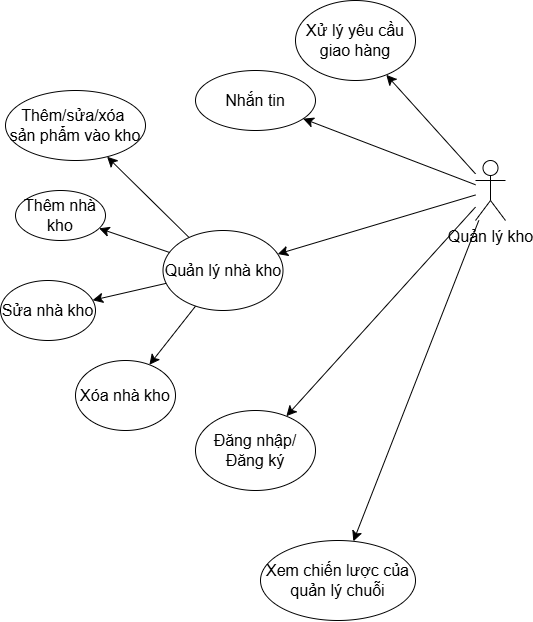 Xử lý yêu cầu
giao hàng
Nhắn tin
Thêm/sửa/xóa
sản phẩm vào kho
Thêm nhà
kho
Quản lý kho
Quản lý nhà kho
Sửa nhà kho
Xóa nhà kho
Đăng nhập/
Đăng ký
Xem chiến lược của
quản lý chuỗi